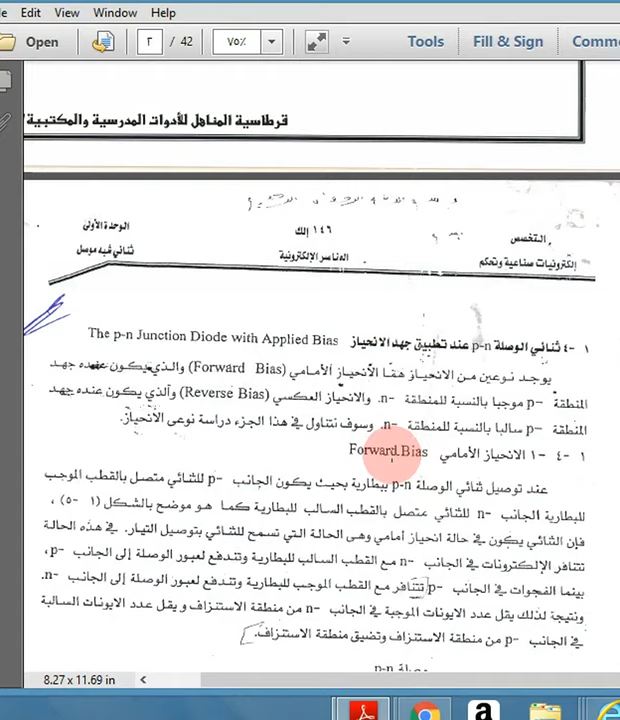 Edit View Window Help
Open ٣ / 42 ٧٥٪ Tools Fill & Sign Comme
قرطاسية المناهل للأدوات المدرسية والمكتبية
الوحدة الأولى ١٤٦ إلك التخصص
ثنائي فيه موصل العناصر الإلكترونية إلكترونيات صناعية وتحكم
١ -٤ ثنائي الوصلة p-n عند تطبيق جهد الانحياز The p-n Junction Diode with Applied Bias
يوجد نوعين من الانحياز هما الانحياز الأمامي (Forward Bias) والذي يكون عنده جهد
المنطقة -p موجبا بالنسبة للمنطقة -n. والانحياز العكسي (Reverse Bias) والذي يكون عنده جهد
المنطقة -p سالبا بالنسبة للمنطقة -n. وسوف نتناول في هذا الجزء دراسة نوعى الانحياز.
١ -٤ -١ الانحياز الأمامي Forward Bias
عند توصيل ثنائي الوصلة p-n ببطارية بحيث يكون الجانب -p للثنائي متصل بالقطب الموجب
للبطارية الجانب -n للثنائي متصل بالقطب السالب للبطارية كما هو موضح بالشكل (١ -٥) ،
فإن الثنائي يكون في حالة انحياز أمامي وهى الحالة التي تسمح للثنائي بتوصيل التيار. في هذه الحالة
تتنافر الإلكترونات في الجانب -n مع القطب السالب للبطارية وتندفع لعبور الوصلة إلى الجانب -p ،
بينما الفجوات في الجانب -p تتنافر مع القطب الموجب للبطارية وتندفع لعبور الوصلة إلى الجانب -n.
ونتيجة لذلك يقل عدد الايونات الموجبة في الجانب -n من منطقة الاستنزاف و يقل عدد الايونات السالبة
في الجانب -p من منطقة الاستنزاف وتضيق منطقة الاستنزاف.
وصلة p-n
8.27 x 11.69 in